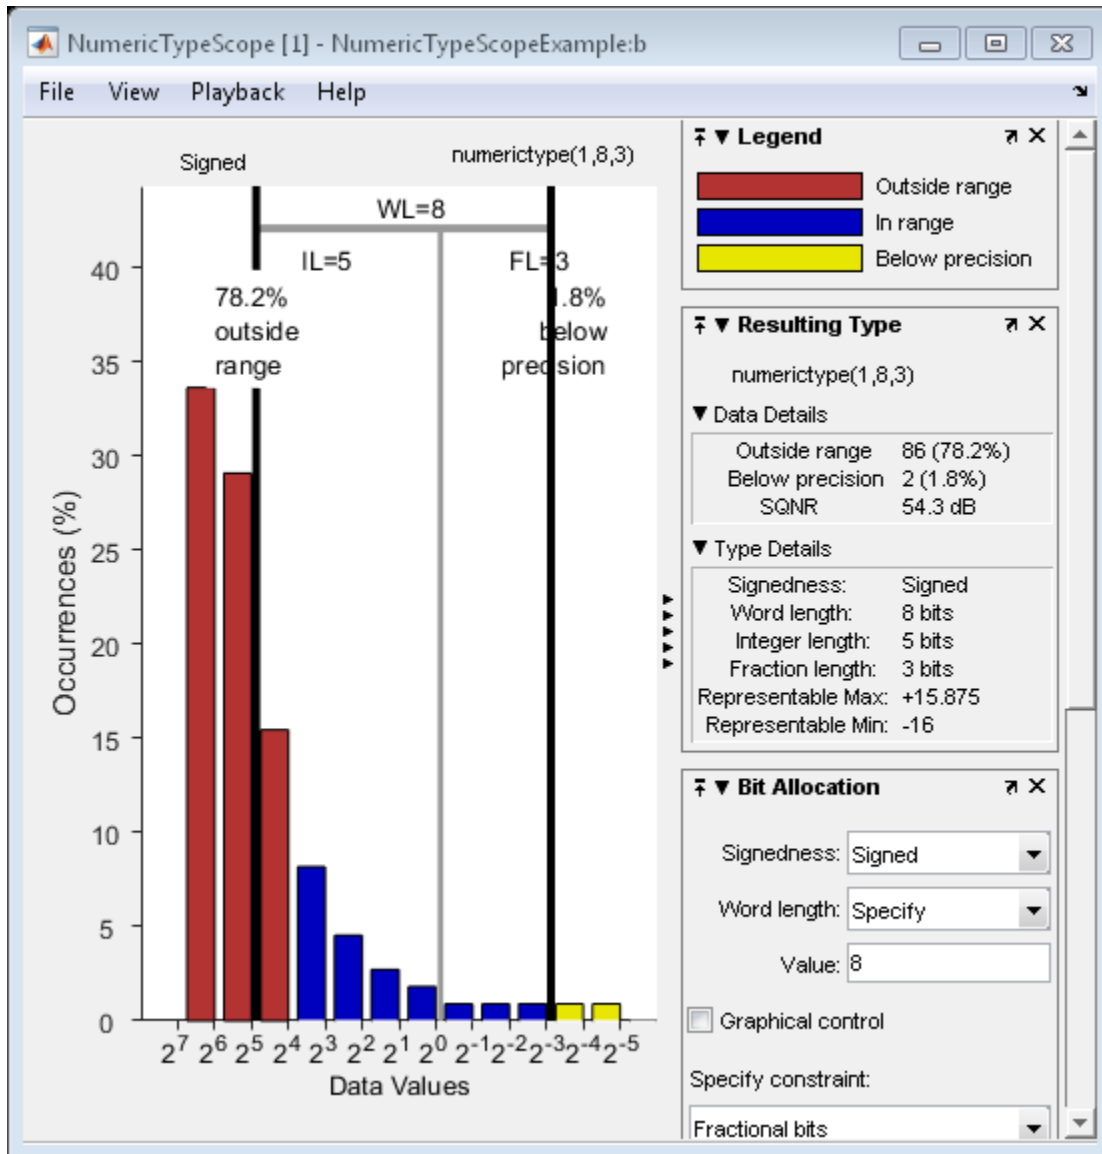 NumericTypeScope [1] - NumericTypeScopeExample:b
File View Playback Help
Signed
numerictype(1,8,3)
WL=8
IL=5
FL=3
78.2%
outside
range
1.8%
below
precision
40
35
30
25
20
15
10
5
0
Occurrences (%)
2^7 2^6 2^5 2^4 2^3 2^2 2^1 2^0 2^-1 2^-2 2^-3 2^-4 2^-5
Data Values
Legend
Outside range
In range
Below precision
Resulting Type
numerictype(1,8,3)
Data Details
Outside range 86 (78.2%)
Below precision 2 (1.8%)
SQNR 54.3 dB
Type Details
Signedness: Signed
Word length: 8 bits
Integer length: 5 bits
Fraction length: 3 bits
Representable Max: +15.875
Representable Min: -16
Bit Allocation
Signedness: Signed
Word length: Specify
Value: 8
Graphical control
Specify constraint:
Fractional bits